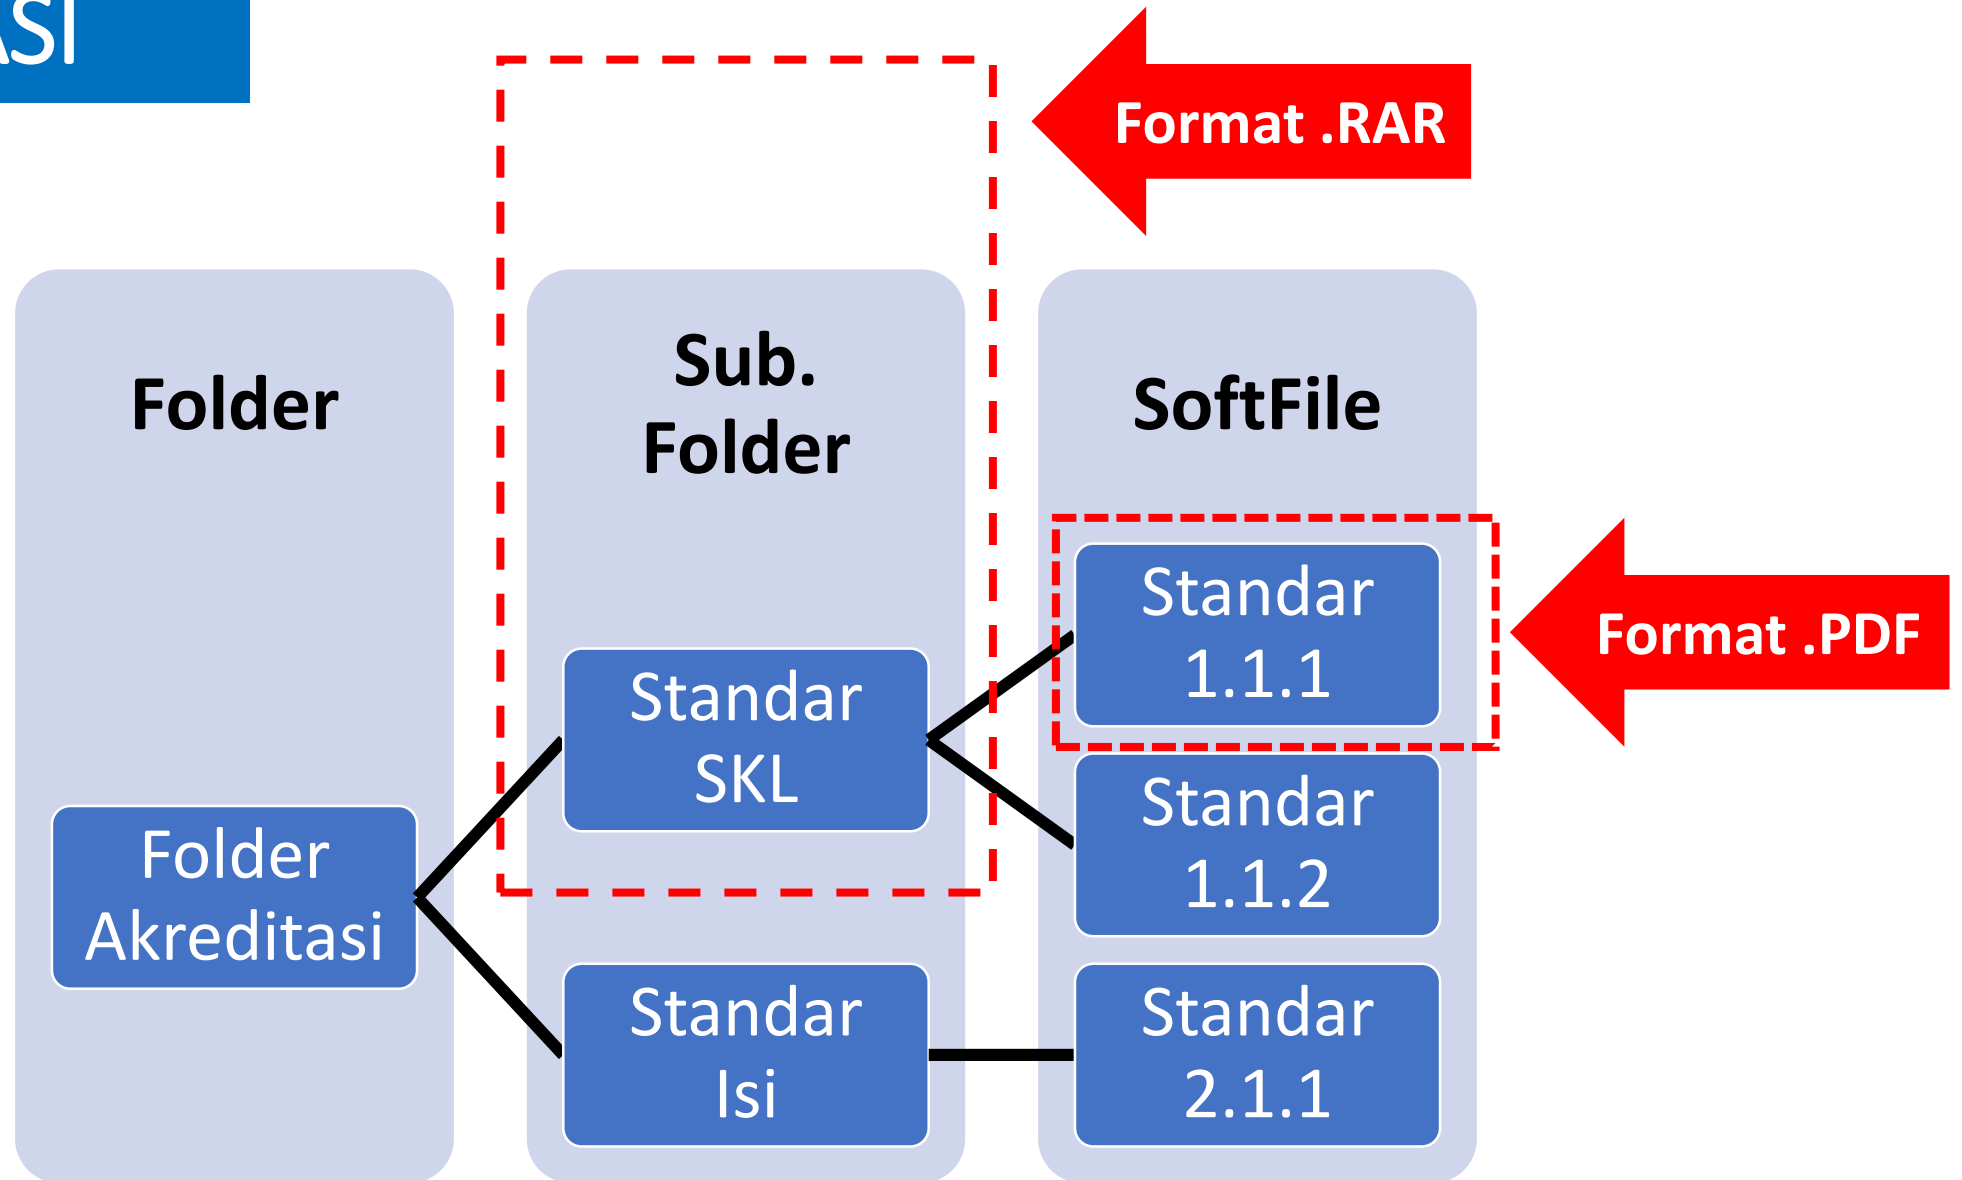 Format .RAR
Folder
Sub.
Folder
SoftFile
Standar
1.1.1
Format .PDF
Standar
SKL
Standar
1.1.2
Folder
Akreditasi
Standar
Isi
Standar
2.1.1